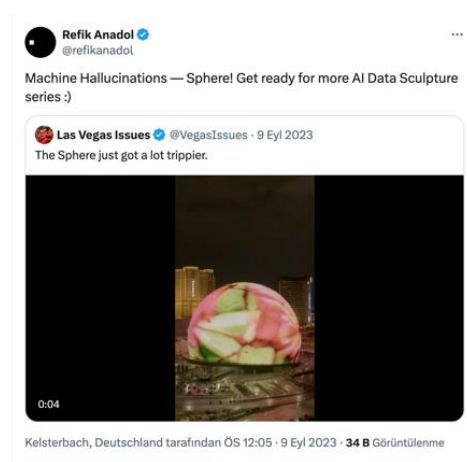 Refik Anadol
@refikanadol
Machine Hallucinations — Sphere! Get ready for more AI Data Sculpture
series :)
Las Vegas Issues @VegasIssues · 9 Eyl 2023
The Sphere just got a lot trippier.
0:04
Kelsterbach, Deutschland tarafından ÖS 12:05 · 9 Eyl 2023 · 34 B Görüntülenme